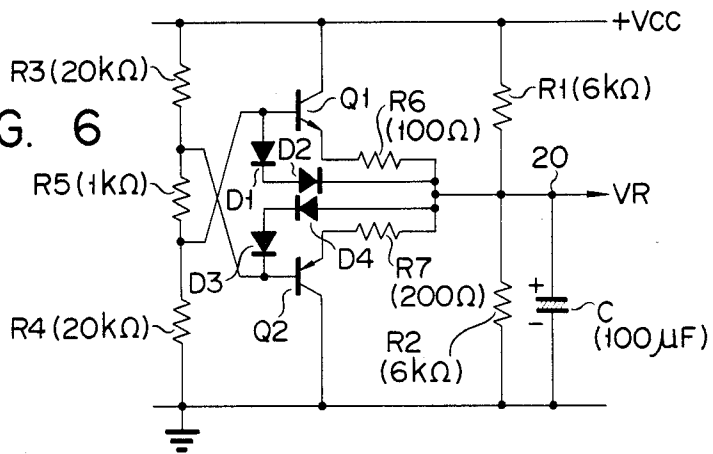 +VCC
R3(20kΩ)
Q1
R6
(100Ω)
R1(6kΩ)
G. 6
D2
20
R5(1kΩ)
D1
VR
D3
D4
R7
(200Ω)
+
-
C
(100μF)
R4(20kΩ)
Q2
R2
(6kΩ)